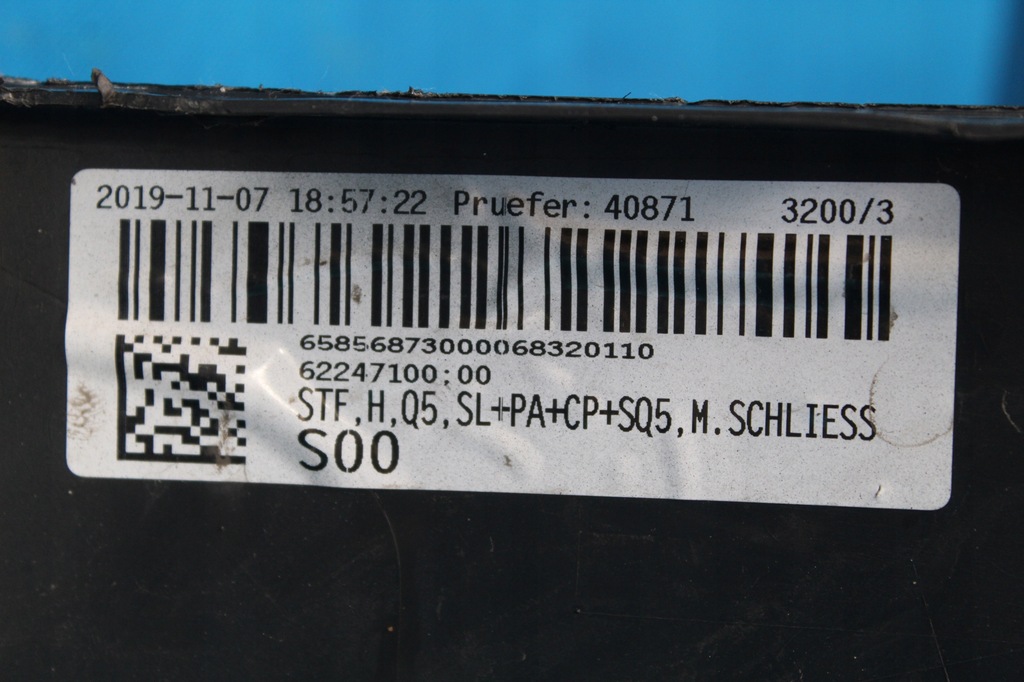 2019-11-07 18:57:22 Pruefer: 40871 3200/3
65856873000068320110
62247100:00
STF,H,Q5,SL+PA+CP+SQ5,M.SCHLIESS
S00